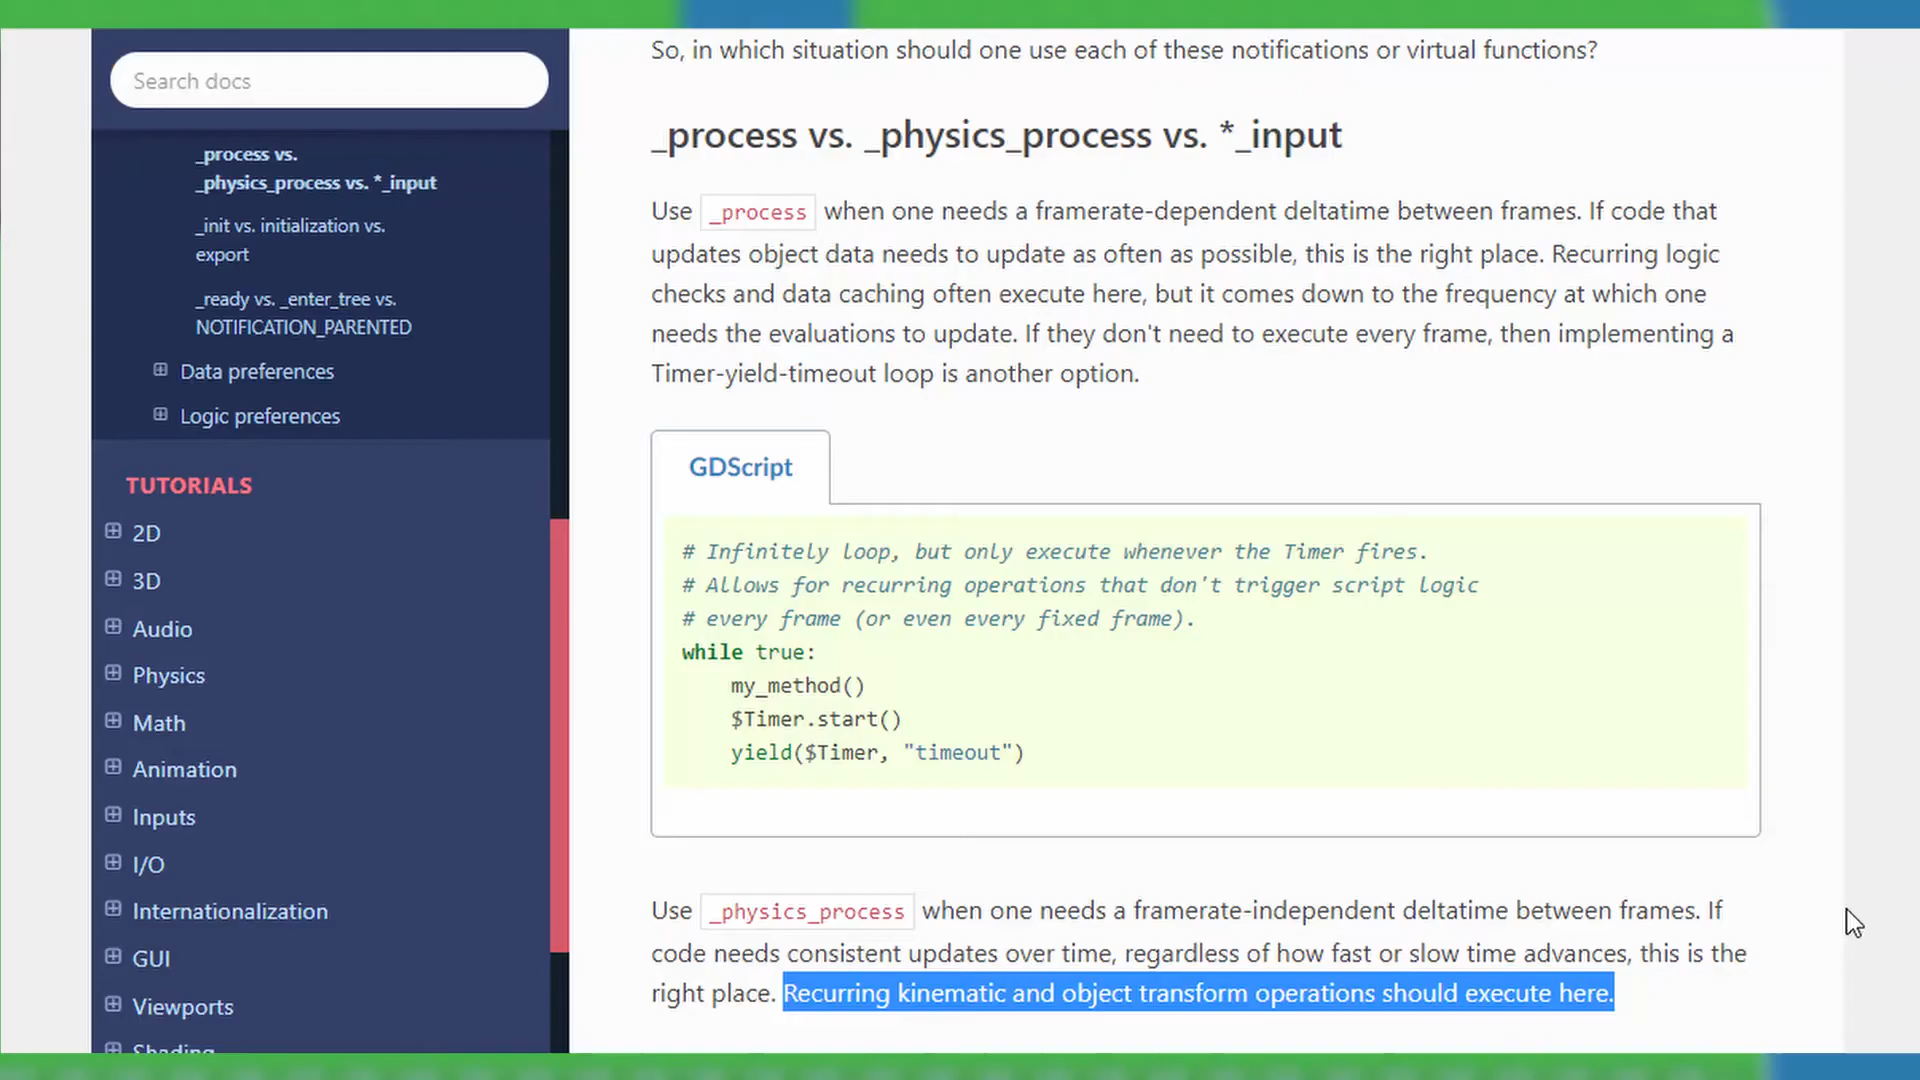 Search docs
_process vs.
_physics_process vs. *_input
_init vs. initialization vs.
export
_ready vs. _enter_tree vs.
NOTIFICATION_PARENTED
Data preferences
Logic preferences
TUTORIALS
2D
3D
Audio
Physics
Math
Animation
Inputs
I/O
Internationalization
GUI
Viewports
Shading
So, in which situation should one use each of these notifications or virtual functions?
_process vs. _physics_process vs. *_input
Use _process when one needs a framerate-dependent deltatime between frames. If code that
updates object data needs to update as often as possible, this is the right place. Recurring logic
checks and data caching often execute here, but it comes down to the frequency at which one
needs the evaluations to update. If they don't need to execute every frame, then implementing a
Timer-yield-timeout loop is another option.
GDScript
# Infinitely loop, but only execute whenever the Timer fires.
# Allows for recurring operations that don't trigger script logic
# every frame (or even every fixed frame).
while true:
    my_method()
    $Timer.start()
    yield($Timer, "timeout")
Use _physics_process when one needs a framerate-independent deltatime between frames. If
code needs consistent updates over time, regardless of how fast or slow time advances, this is the
right place. Recurring kinematic and object transform operations should execute here.